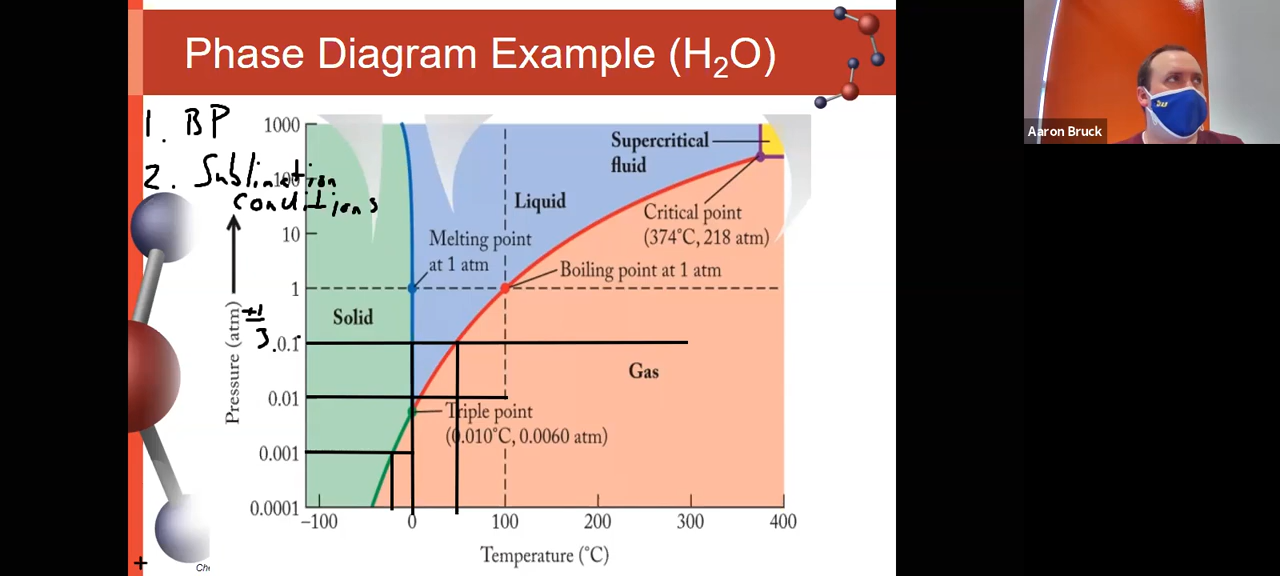 Phase Diagram Example (H₂O)
Aaron Bruck
1. BP
2. Sublimation
conditions
+1
3.
Pressure (atm)
1000
100
10
1
0.1
0.01
0.001
0.0001
Supercritical
fluid
Liquid
Critical point
(374°C, 218 atm)
Melting point
at 1 atm
Boiling point at 1 atm
Solid
Gas
Triple point
(0.010°C, 0.0060 atm)
-100 0 100 200 300 400
Temperature (°C)